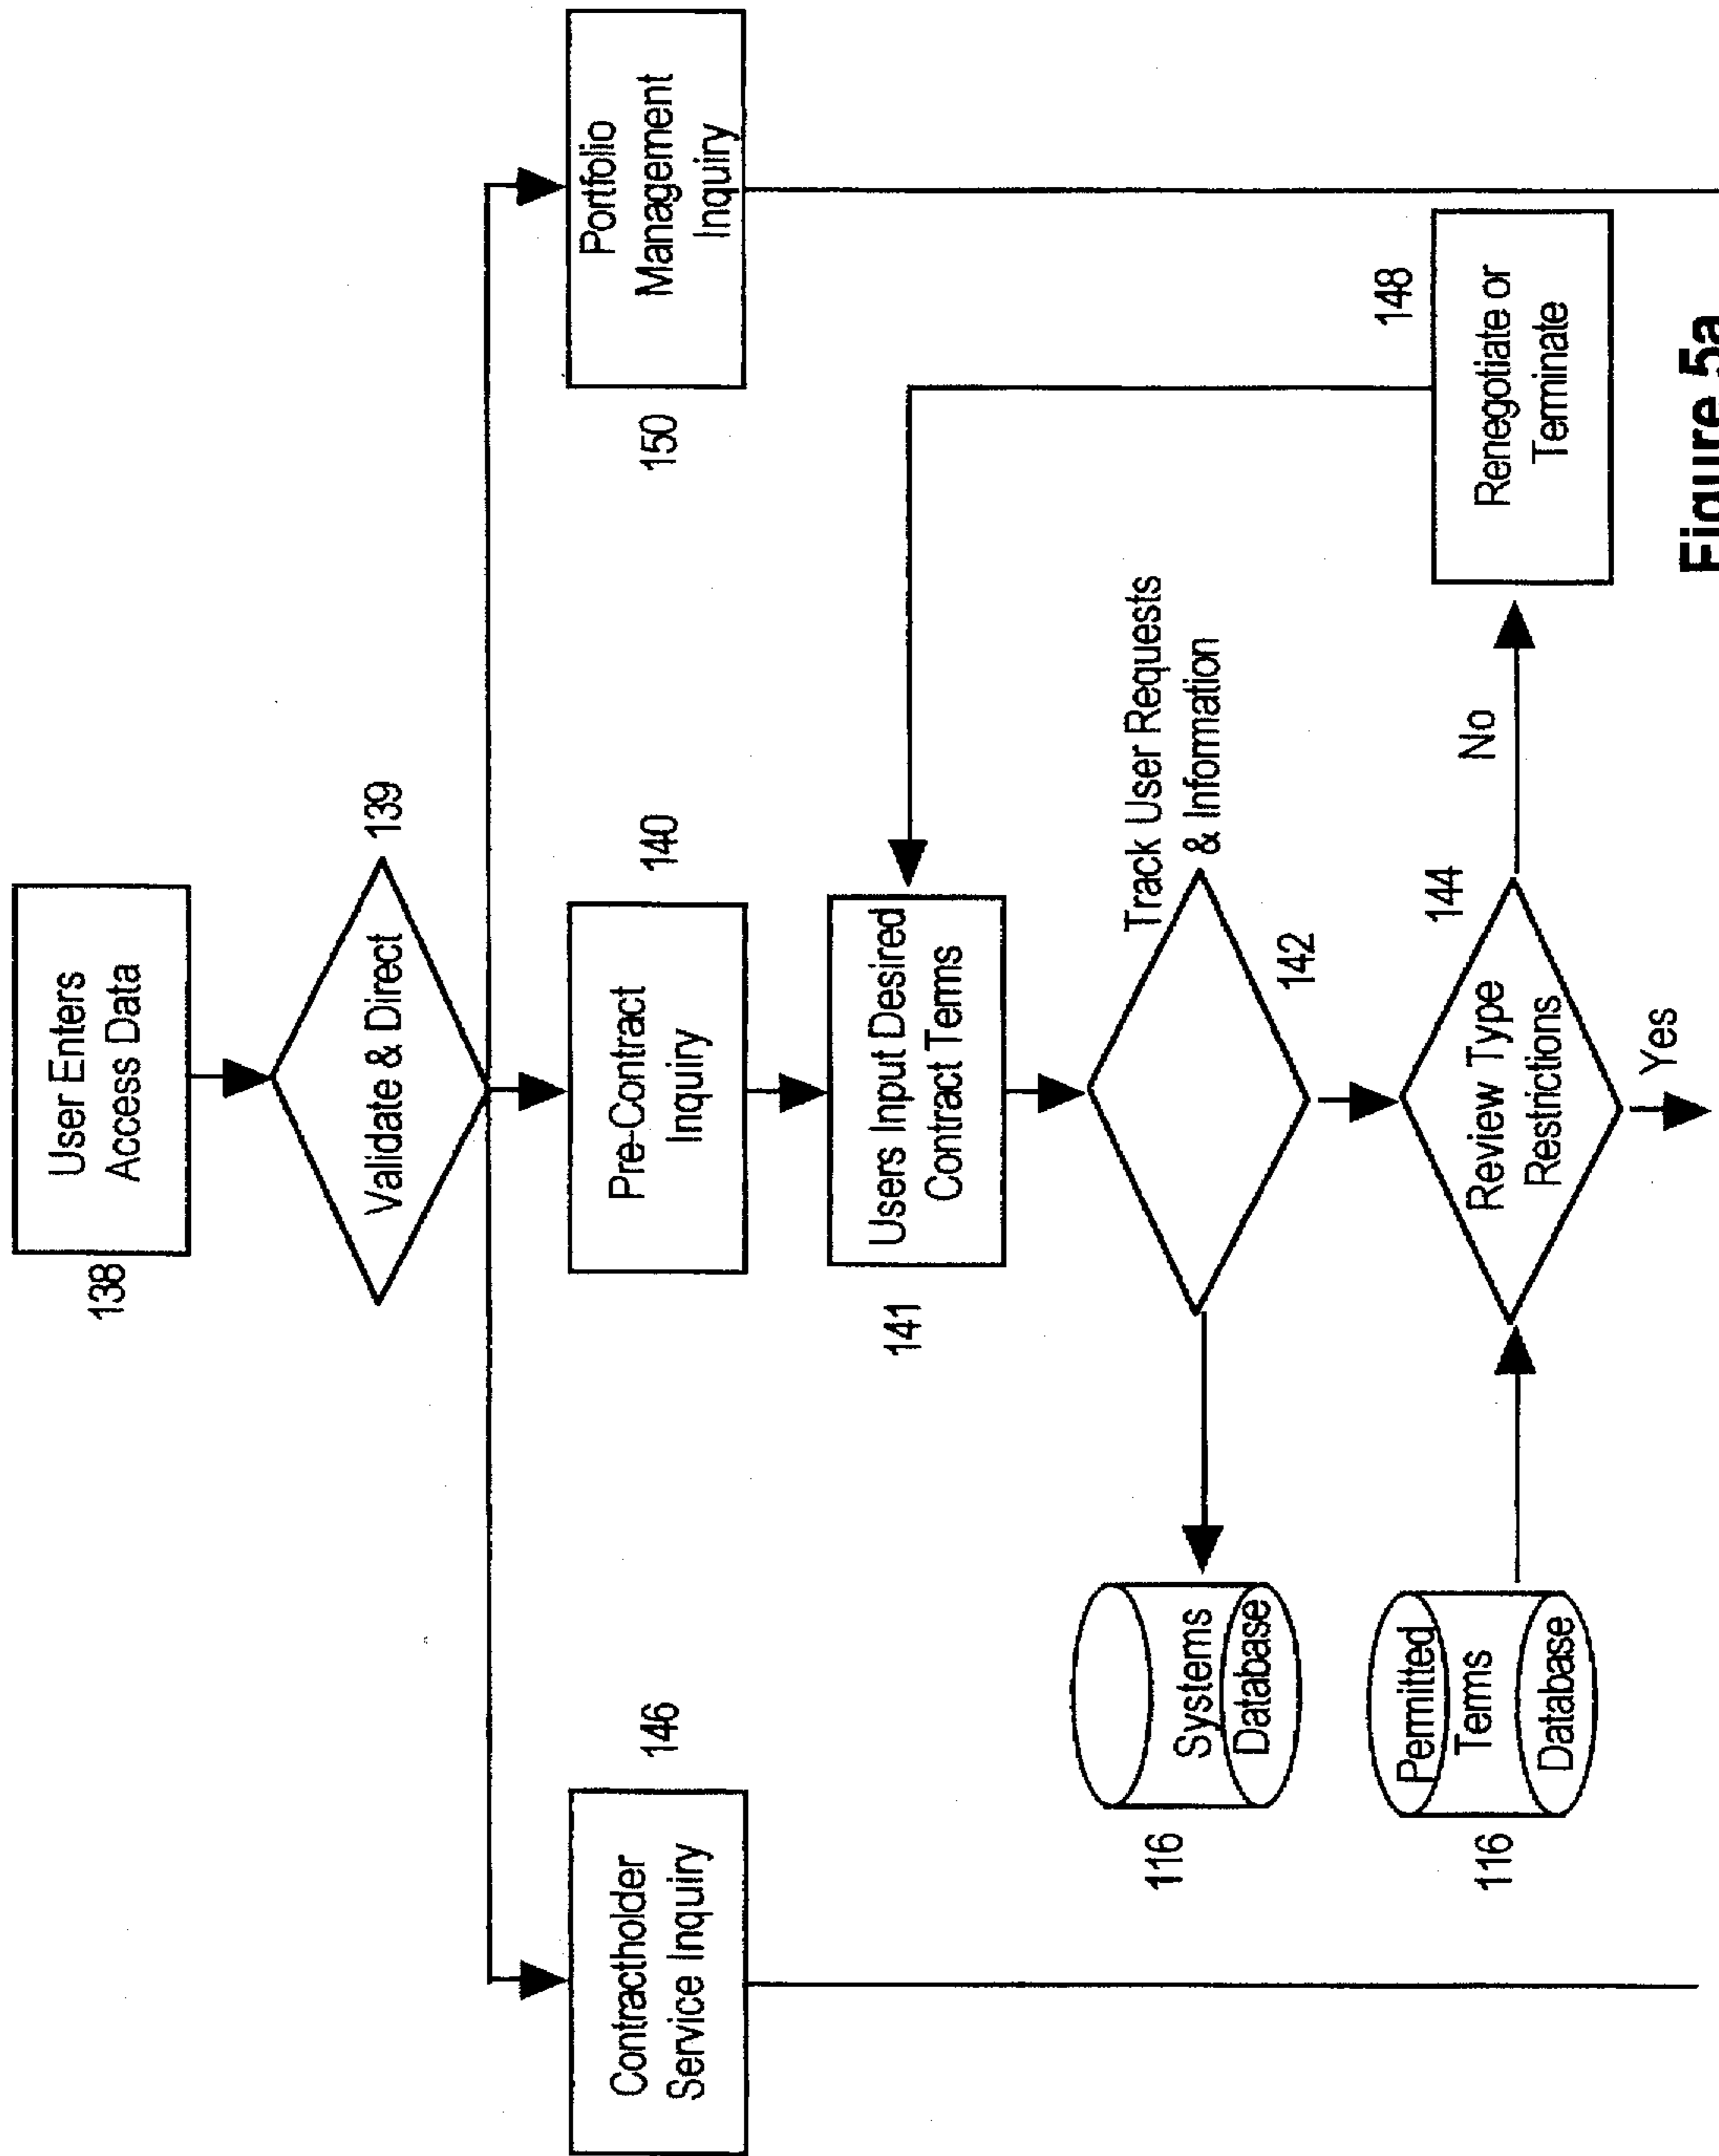 User Enters
Access Data
138
Validate & Direct
139
Contractholder
Service Inquiry
146
Pre-Contract
Inquiry
140
Portfolio
Management
Inquiry
150
Users Input Desired
Contract Terms
141
Track User Requests
& Information
142
Systems
Database
116
Permitted
Terms
Database
116
Review Type
Restrictions
144
No
Yes
Renegotiate or
Terminate
148
Figure 5a